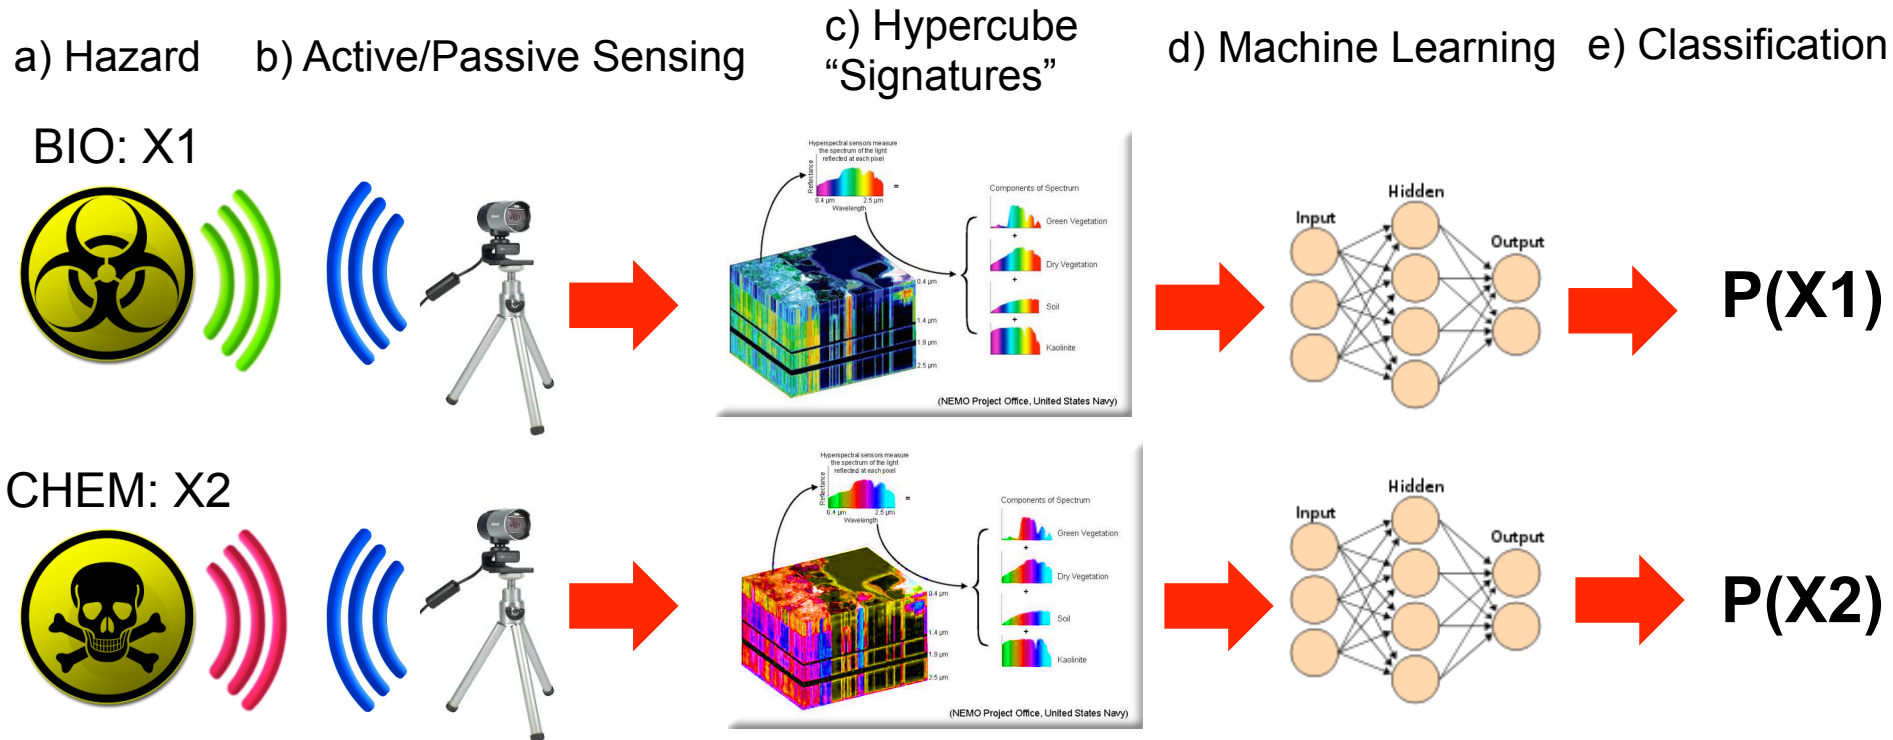 a) Hazard
b) Active/Passive Sensing
c) Hypercube
“Signatures”
d) Machine Learning
e) Classification
BIO: X1
Hyperspectral sensors measure
the spectrum of the light
reflected at each pixel
Reflectance
0.4 µm
2.5 µm
Wavelength
=
Components of Spectrum
Green Vegetation
+
Dry Vegetation
+
Soil
+
Kaolinite
0.4 µm
1.4 µm
1.9 µm
2.5 µm
(NEMO Project Office, United States Navy)
Input
Hidden
Output
P(X1)
CHEM: X2
Hyperspectral sensors measure
the spectrum of the light
reflected at each pixel
Reflectance
0.4 µm
2.5 µm
Wavelength
=
Components of Spectrum
Green Vegetation
+
Dry Vegetation
+
Soil
+
Kaolinite
0.4 µm
1.4 µm
1.9 µm
2.5 µm
(NEMO Project Office, United States Navy)
Input
Hidden
Output
P(X2)